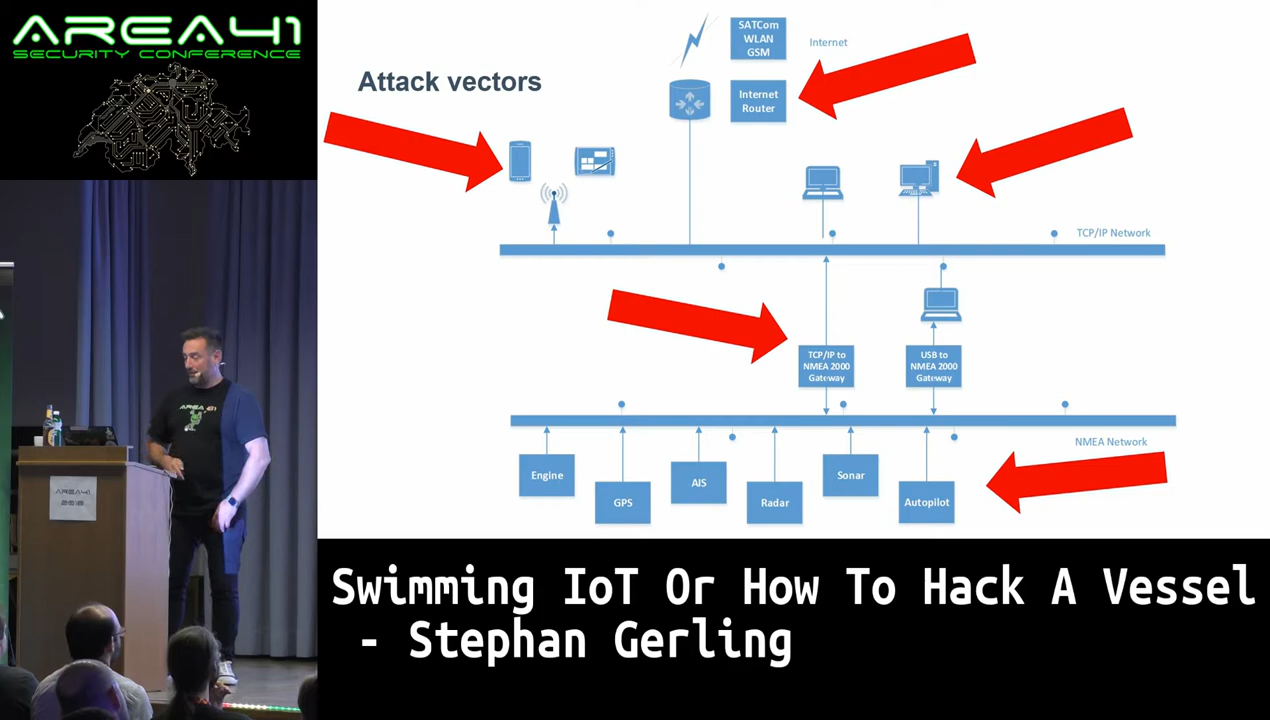 AREA41
SECURITY CONFERENCE
Attack vectors
SATCom
WLAN
GSM
Internet
Internet
Router
TCP/IP Network
TCP/IP to
NMEA 2000
Gateway
USB to
NMEA 2000
Gateway
NMEA Network
Engine
GPS
AIS
Radar
Sonar
Autopilot
AREA41
AREA41
Swimming IoT Or How To Hack A Vessel
- Stephan Gerling